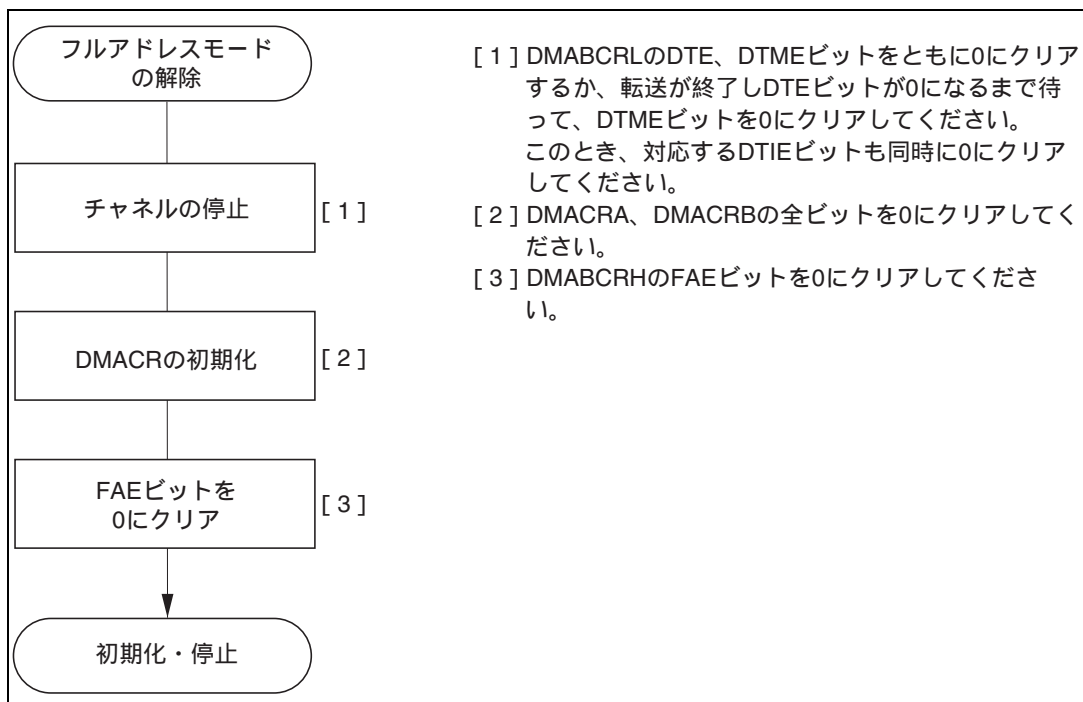 フルアドレスモード
の解除
チャネルの停止
[ 1 ]
DMACRの初期化
[ 2 ]
FAEビットを
0にクリア
[ 3 ]
初期化・停止
[ 1 ] DMABCRLのDTE、DTMEビットをともに0にクリア
するか、転送が終了しDTEビットが0になるまで待
って、DTMEビットを0にクリアしてください。
このとき、対応するDTIEビットも同時に0にクリア
してください。
[ 2 ] DMACRA、DMACRBの全ビットを0にクリアしてく
ださい。
[ 3 ] DMABCRHのFAEビットを0にクリアしてくださ
い。